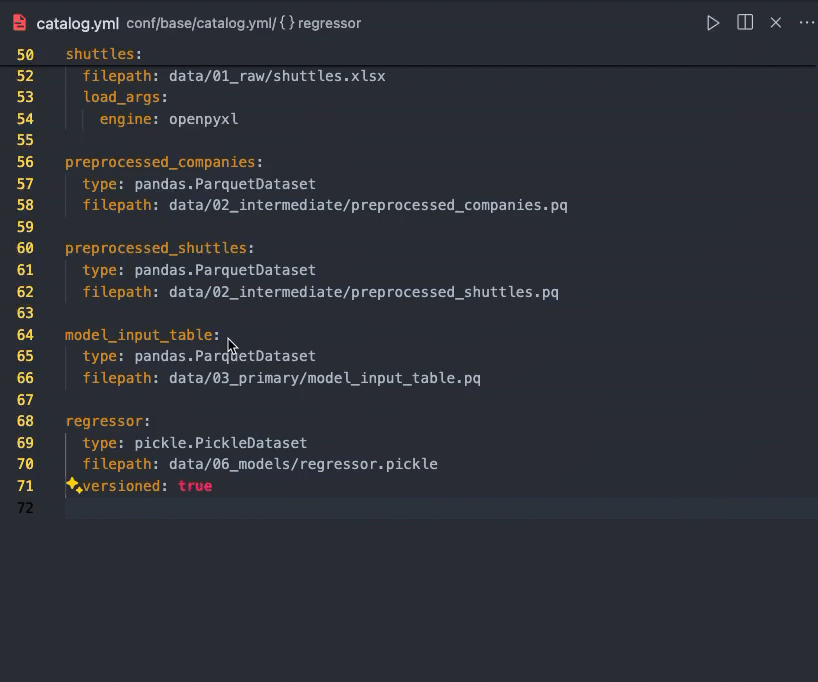 catalog.yml conf/base/catalog.yml/ {} regressor
50 shuttles:
52 filepath: data/01_raw/shuttles.xlsx
53 load_args:
54 engine: openpyxl
55
56 preprocessed_companies:
57 type: pandas.ParquetDataset
58 filepath: data/02_intermediate/preprocessed_companies.pq
59
60 preprocessed_shuttles:
61 type: pandas.ParquetDataset
62 filepath: data/02_intermediate/preprocessed_shuttles.pq
63
64 model_input_table:
65 type: pandas.ParquetDataset
66 filepath: data/03_primary/model_input_table.pq
67
68 regressor:
69 type: pickle.PickleDataset
70 filepath: data/06_models/regressor.pickle
71 versioned: true
72